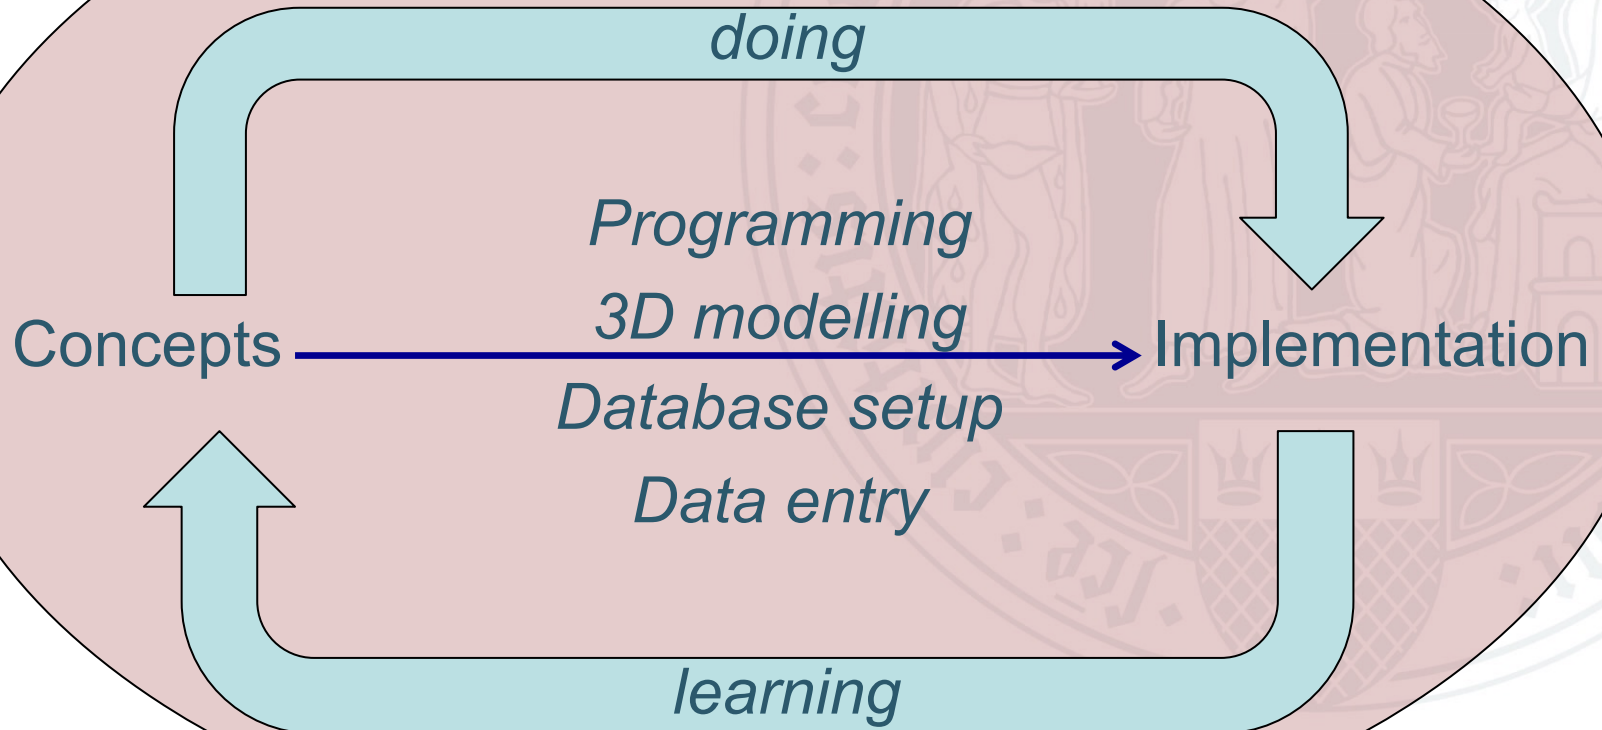 doing
Programming
3D modelling
Concepts
Implementation
Database setup
Data entry
learning